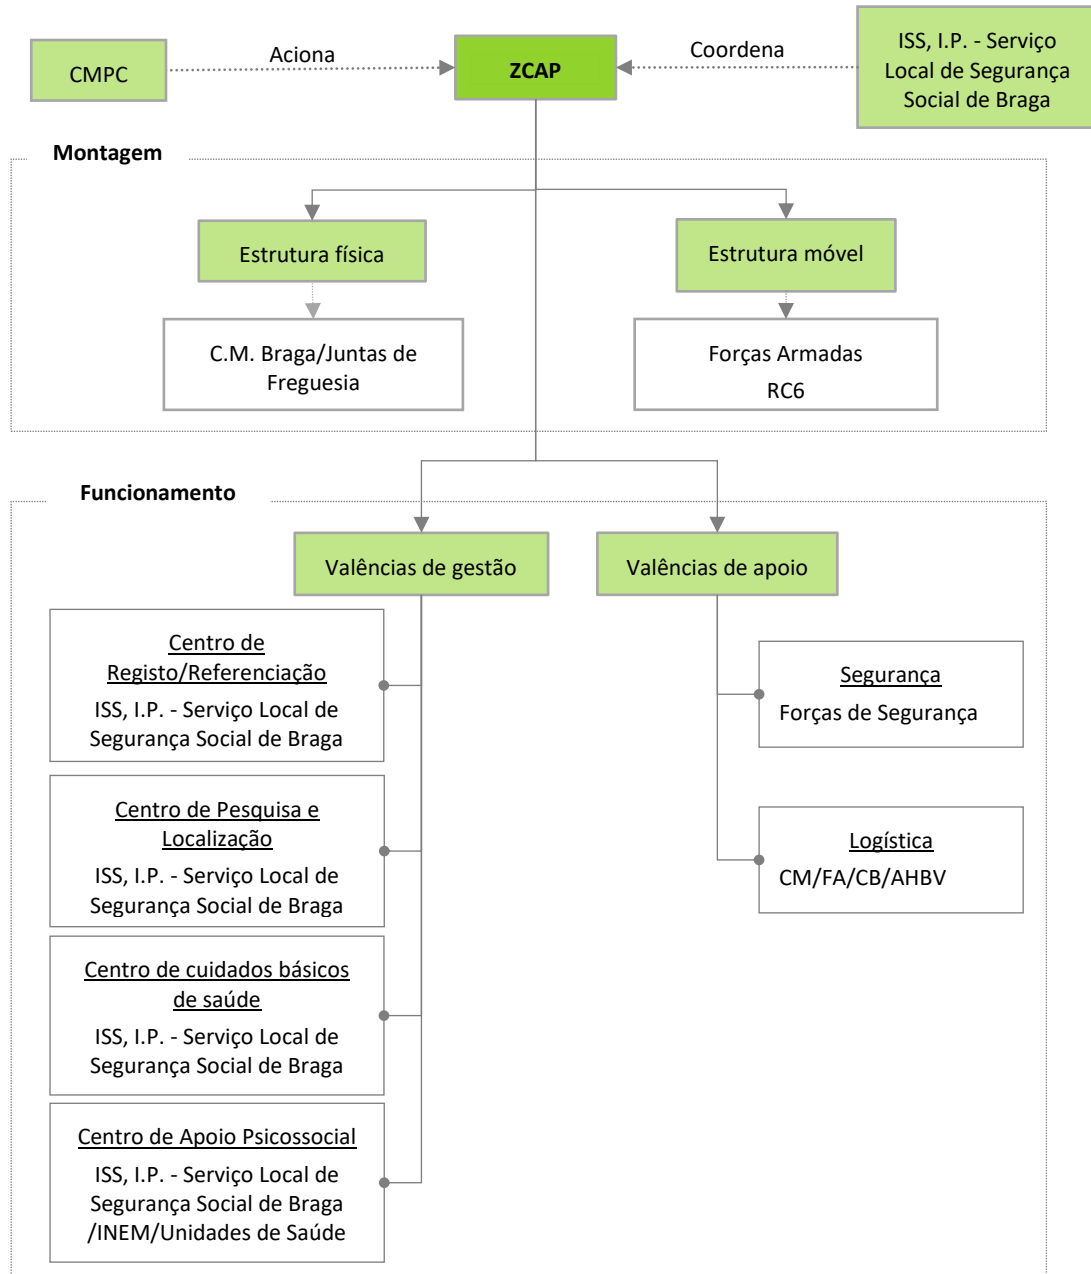 CMPC
Aciona
ZCAP
Coordena
ISS, I.P. - Serviço
Local de Segurança
Social de Braga
Montagem
Estrutura física
Estrutura móvel
C.M. Braga/Juntas de
Freguesia
Forças Armadas
RC6
Funcionamento
Valências de gestão
Valências de apoio
Centro de
Registo/Referenciação
ISS, I.P. - Serviço Local de
Segurança Social de Braga
Centro de Pesquisa e
Localização
ISS, I.P. - Serviço Local de
Segurança Social de Braga
Centro de cuidados básicos
de saúde
ISS, I.P. - Serviço Local de
Segurança Social de Braga
Centro de Apoio Psicossocial
ISS, I.P. - Serviço Local de
Segurança Social de Braga
/INEM/Unidades de Saúde
Segurança
Forças de Segurança
Logística
CM/FA/CB/AHBV